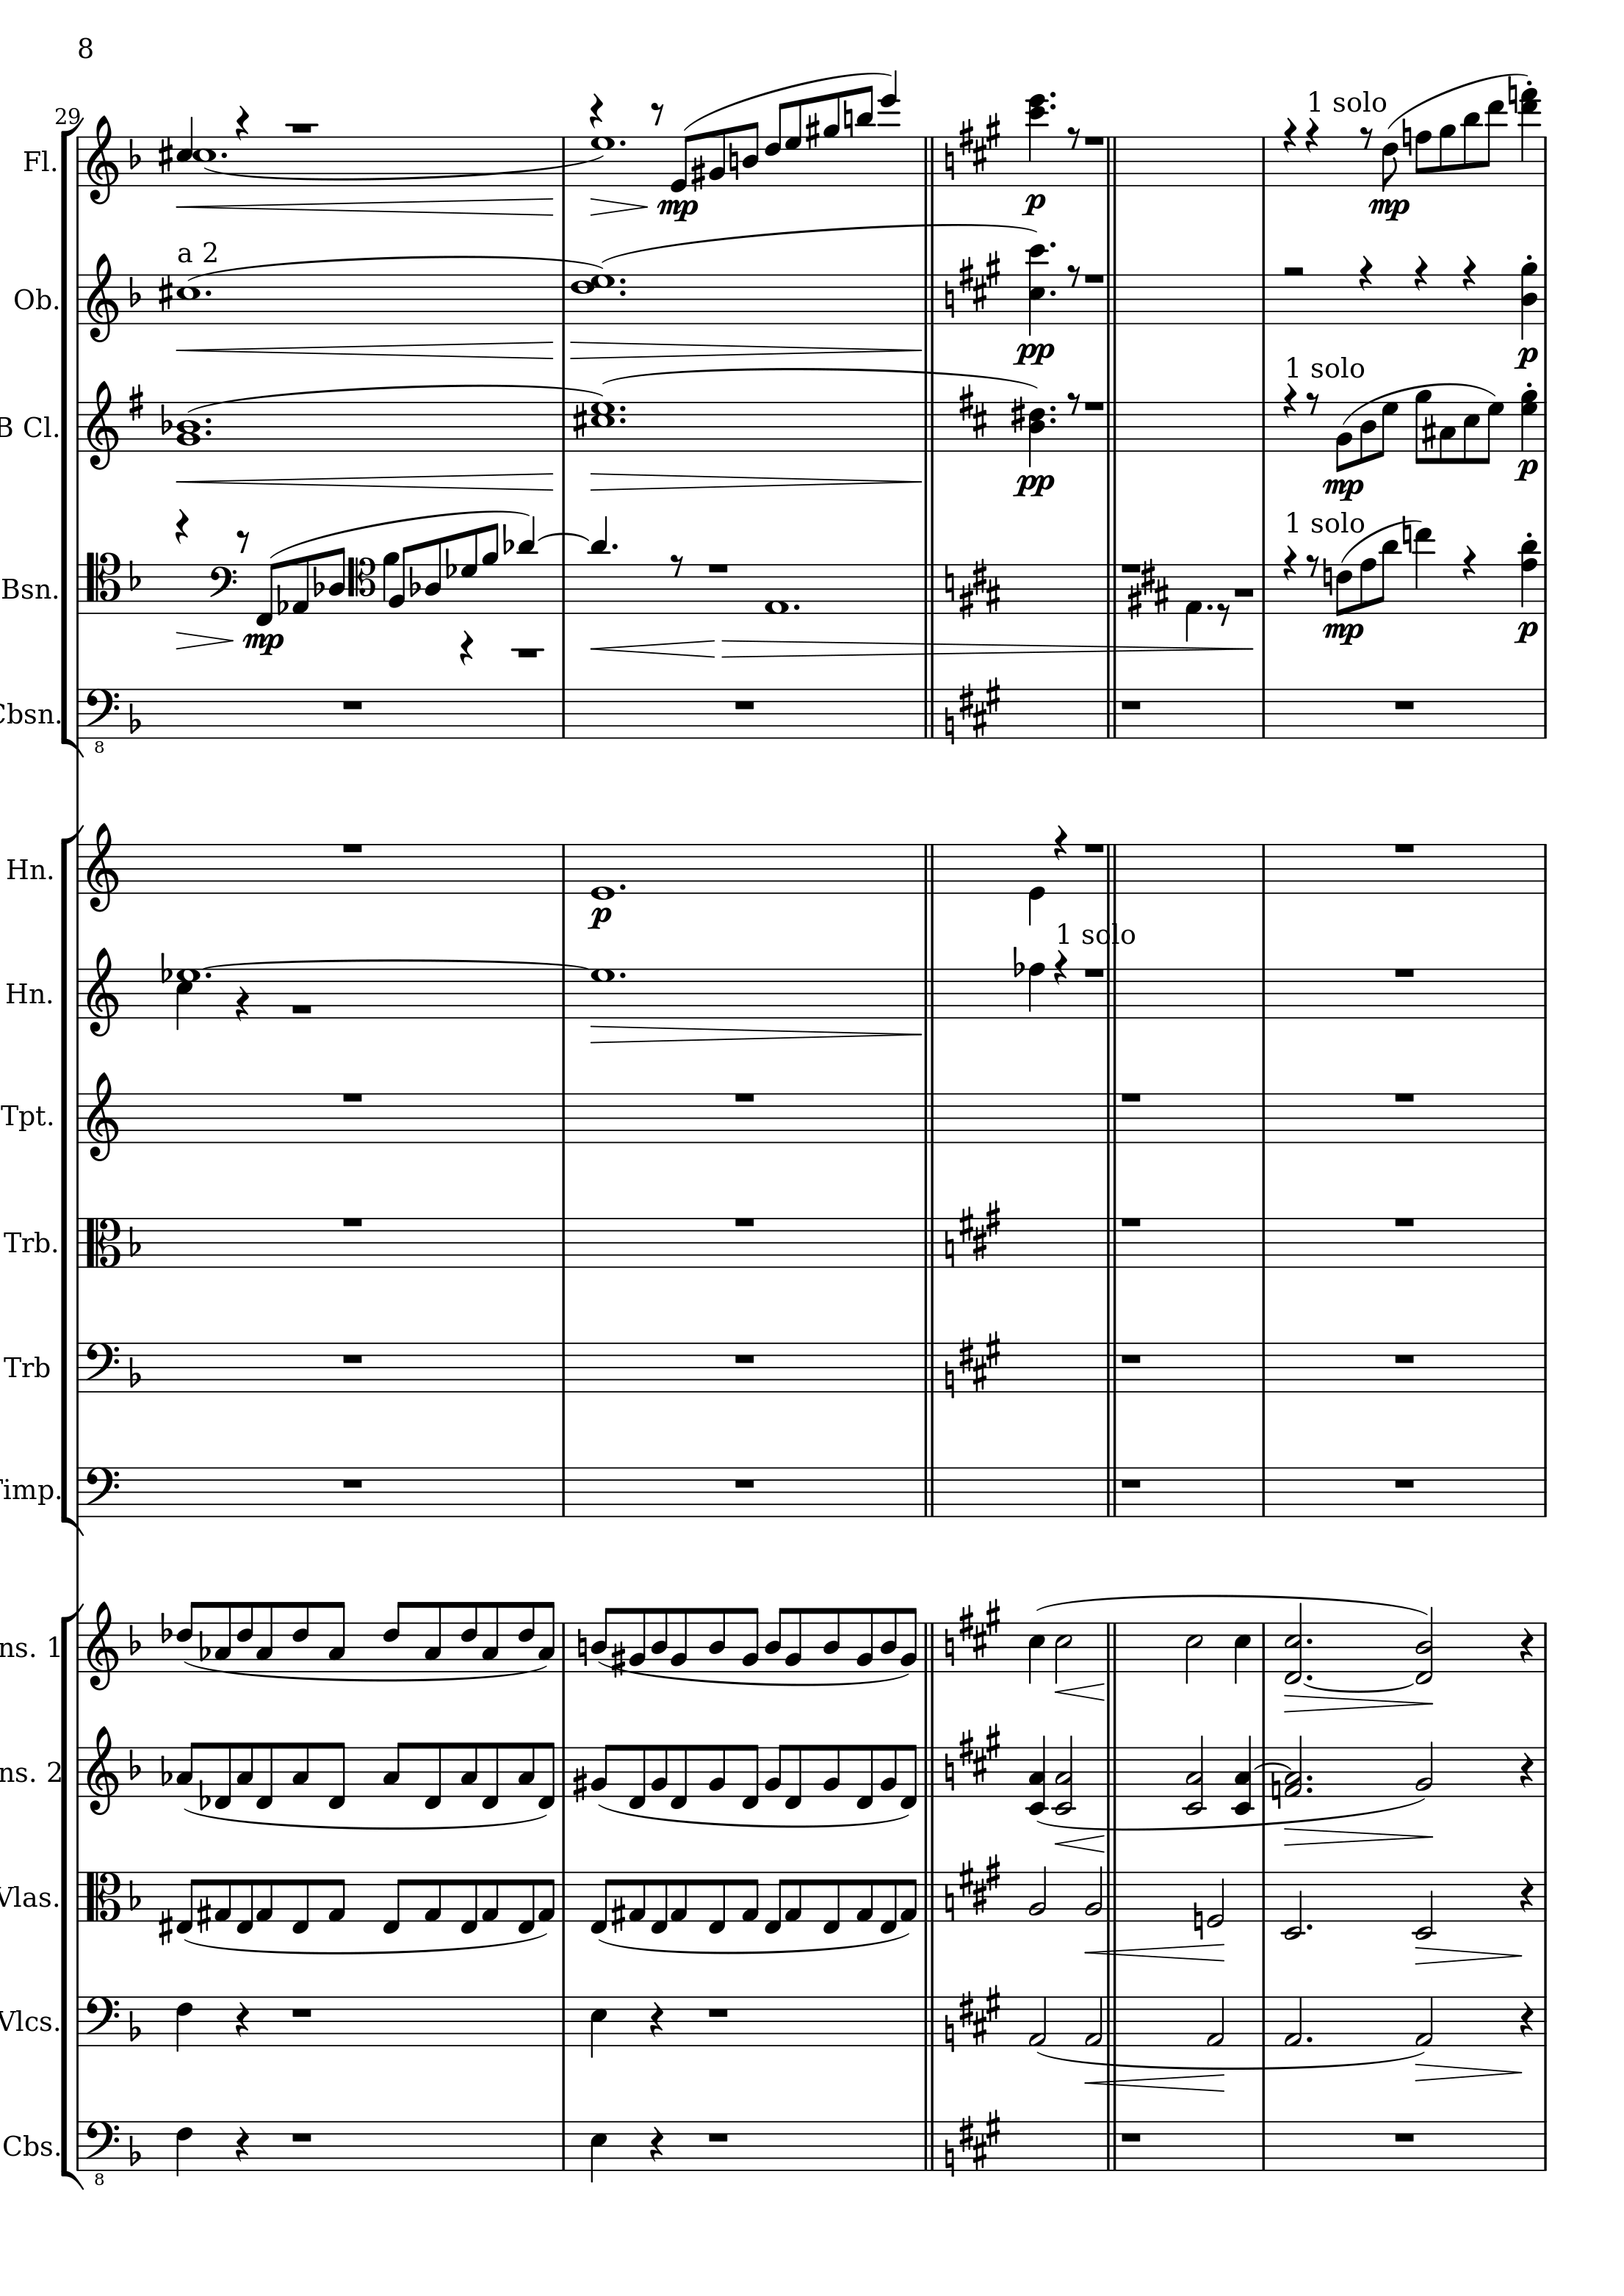 8
29
1 solo
Fl.
mp
p
mp
a 2
Ob.
pp
p
1 solo
B Cl.
pp
mp
p
1 solo
Bsn.
mp
mp
p
Cbsn.
8
Hn.
p
1 solo
Hn.
Tpt.
Trb.
Trb
Timp.
ns. 1
ns. 2
Vlas.
Vlcs.
Cbs.
8